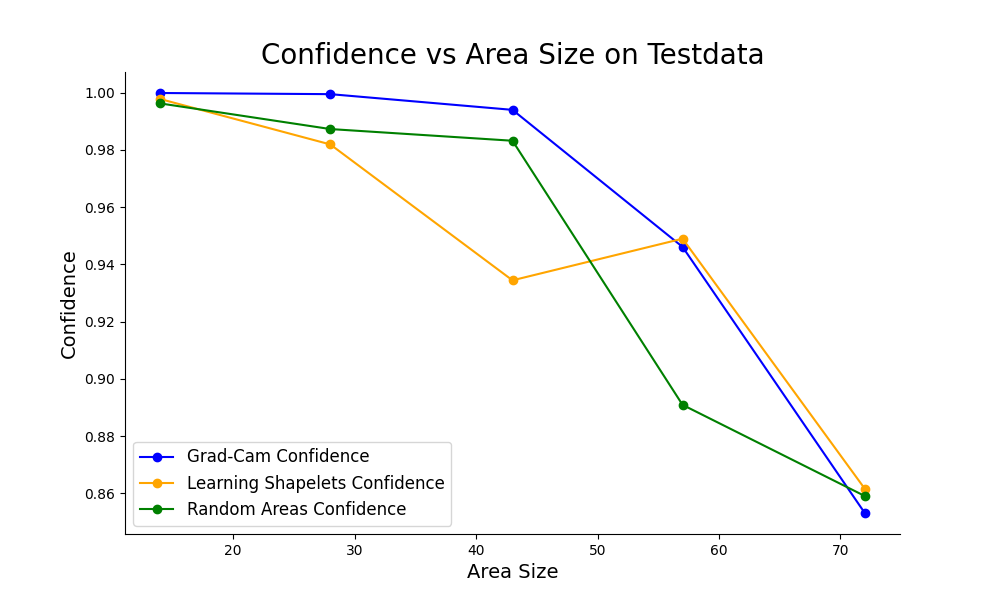 Confidence vs Area Size on Testdata
Confidence
1.00
0.98
0.96
0.94
0.92
0.90
0.88
0.86
Grad-Cam Confidence
Learning Shapelets Confidence
Random Areas Confidence
20 30 40 50 60 70
Area Size